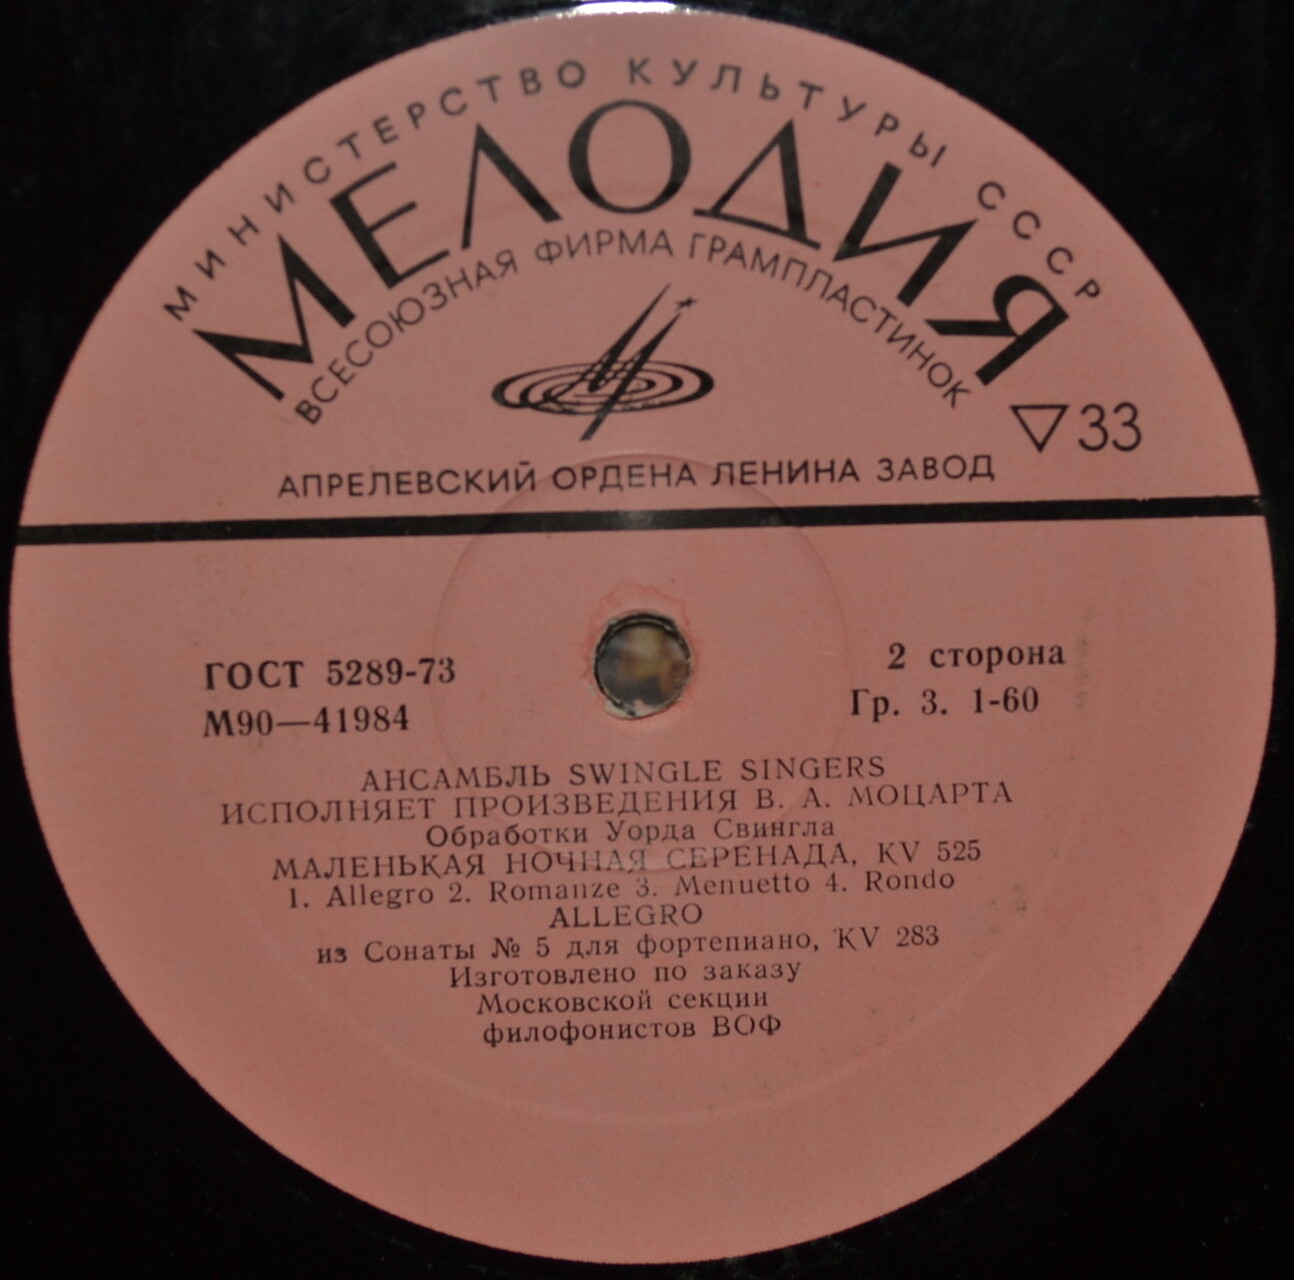 МИНИСТЕРСТВО КУЛЬТУРЫ СССР
МЕЛОДИЯ
ВСЕСОЮЗНАЯ ФИРМА ГРАМПЛАСТИНОК
▽33
АПРЕЛЕВСКИЙ ОРДЕНА ЛЕНИНА ЗАВОД
ГОСТ 5289-73
2 сторона
М90—41984
Гр. 3. 1-60
АНСАМБЛЬ SWINGLE SINGERS
ИСПОЛНЯЕТ ПРОИЗВЕДЕНИЯ В. А. МОЦАРТА
Обработки Уорда Свингла
МАЛЕНЬКАЯ НОЧНАЯ СЕРЕНАДА, KV 525
1. Allegro 2. Romanze 3. Menuetto 4. Rondo
ALLEGRO
из Сонаты № 5 для фортепиано, KV 283
Изготовлено по заказу
Московской секции
филофонистов ВОФ